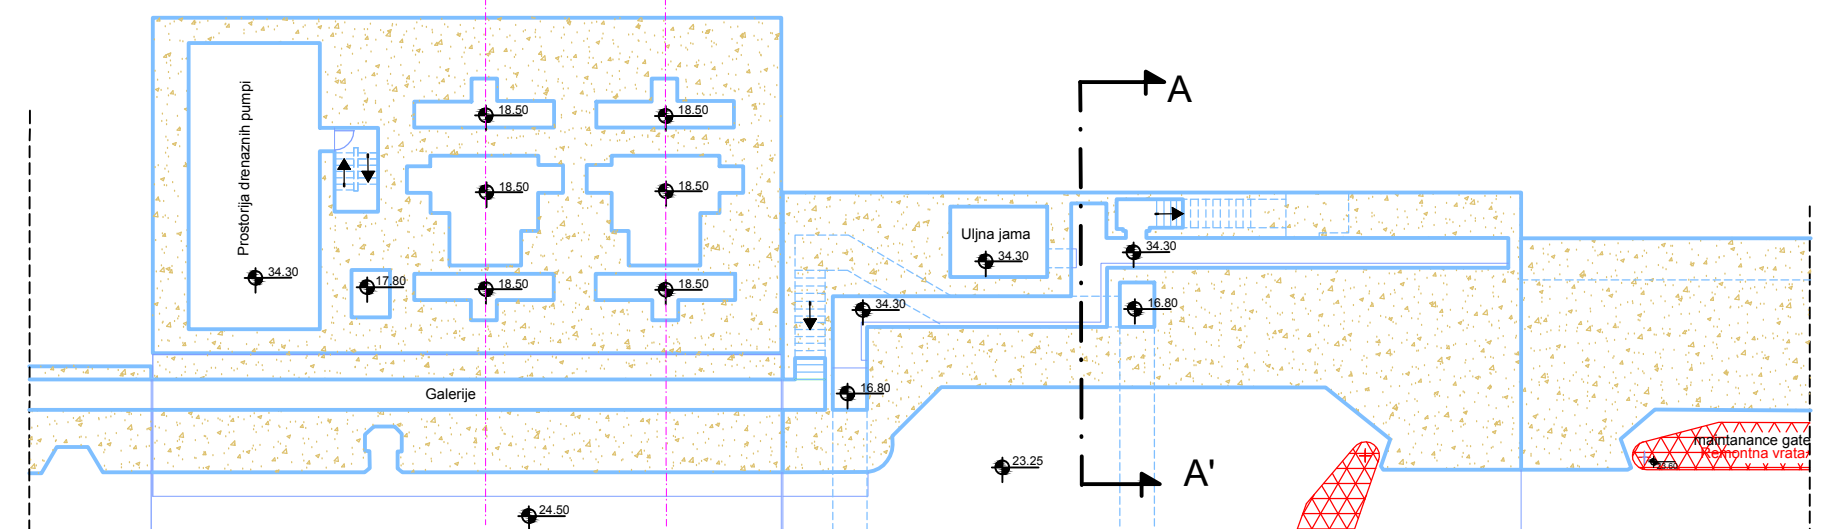 A
18.50
18.50
Prostorija drenaznih pumpi
18.50
18.50
Uljna jama
34.30
34.30
34.30
17.80
18.50
18.50
34.30
16.80
16.80
Galerije
maintanance gate
Remontna vrata
23.25
A'
24.50